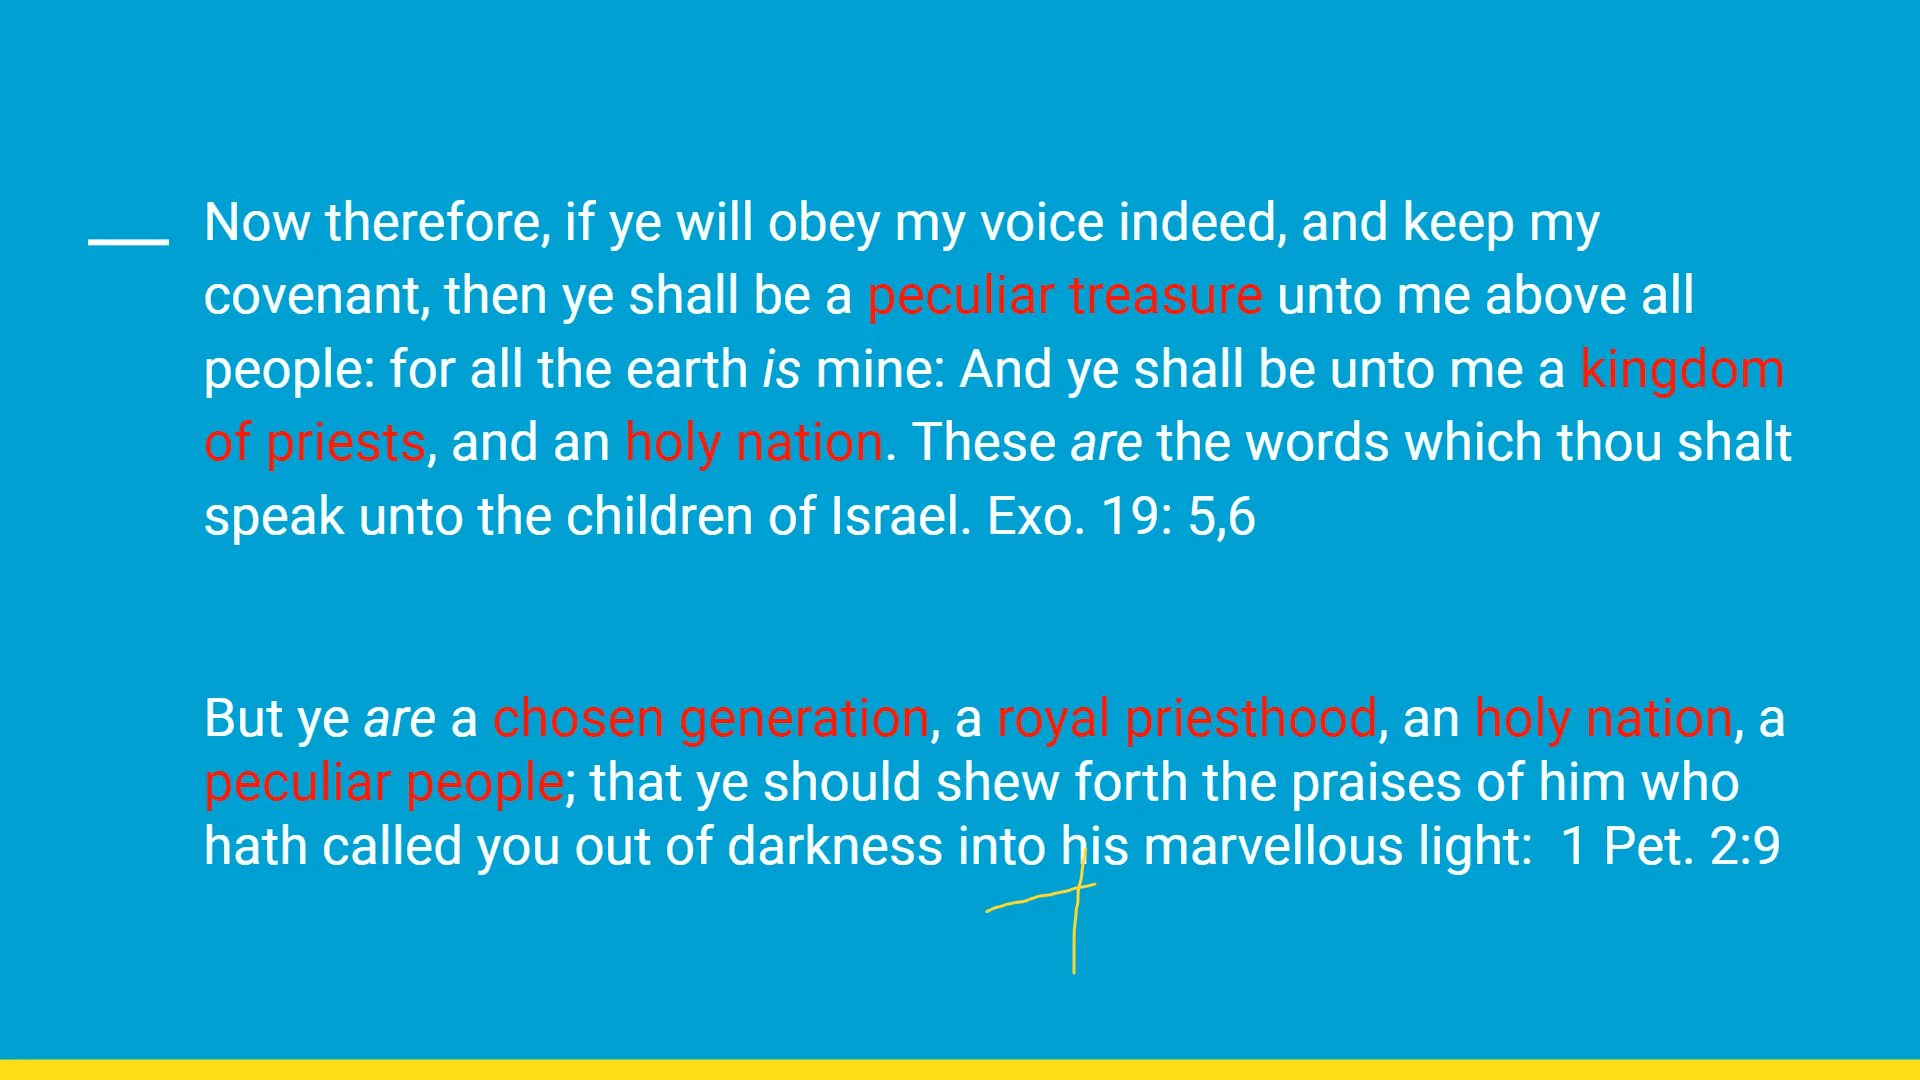 Now therefore, if ye will obey my voice indeed, and keep my
covenant, then ye shall be a peculiar treasure unto me above all
people: for all the earth is mine: And ye shall be unto me a kingdom
of priests, and an holy nation. These are the words which thou shalt
speak unto the children of Israel. Exo. 19: 5,6
But ye are a chosen generation, a royal priesthood, an holy nation, a
peculiar people; that ye should shew forth the praises of him who
hath called you out of darkness into his marvellous light:  1 Pet. 2:9